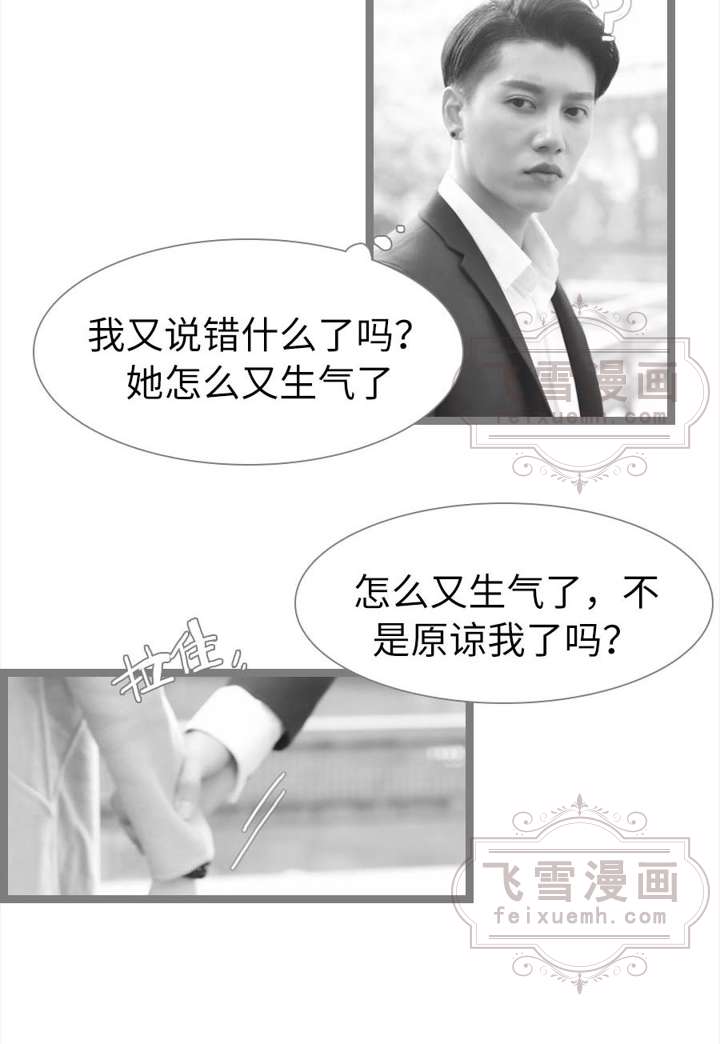 ??
我又说错什么了吗?
她怎么又生气了
飞雪漫画
feixuemh.com
怎么又生气了，不
是原谅我了吗?
拉住
飞雪漫画
feixuemh.com